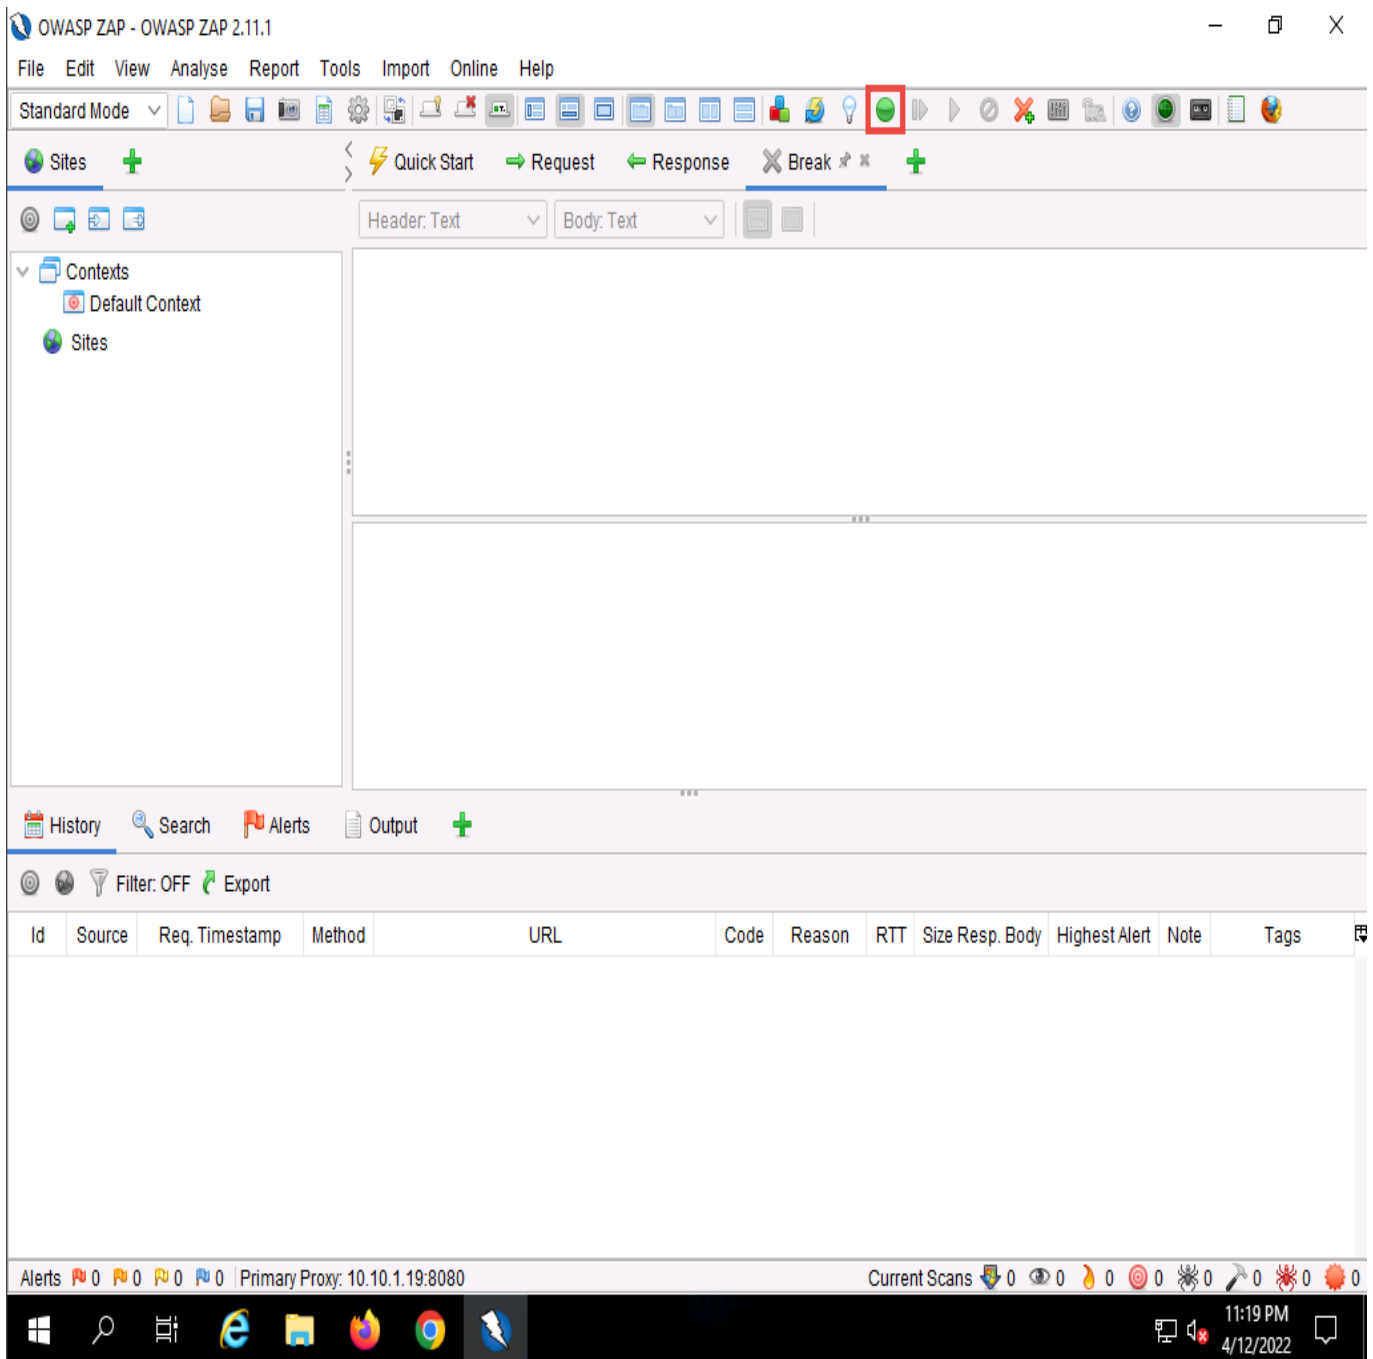 OWASP ZAP - OWASP ZAP 2.11.1
File Edit View Analyse Report Tools Import Online Help
Standard Mode
Sites
Quick Start Request Response Break
Header: Text Body: Text
Contexts
Default Context
Sites
History Search Alerts Output
Filter: OFF Export
Id Source Req. Timestamp Method URL Code Reason RTT Size Resp. Body Highest Alert Note Tags
Alerts 0 0 0 0 Primary Proxy: 10.10.1.19:8080 Current Scans 0 0 0 0 0 0 0 0
11:19 PM
4/12/2022